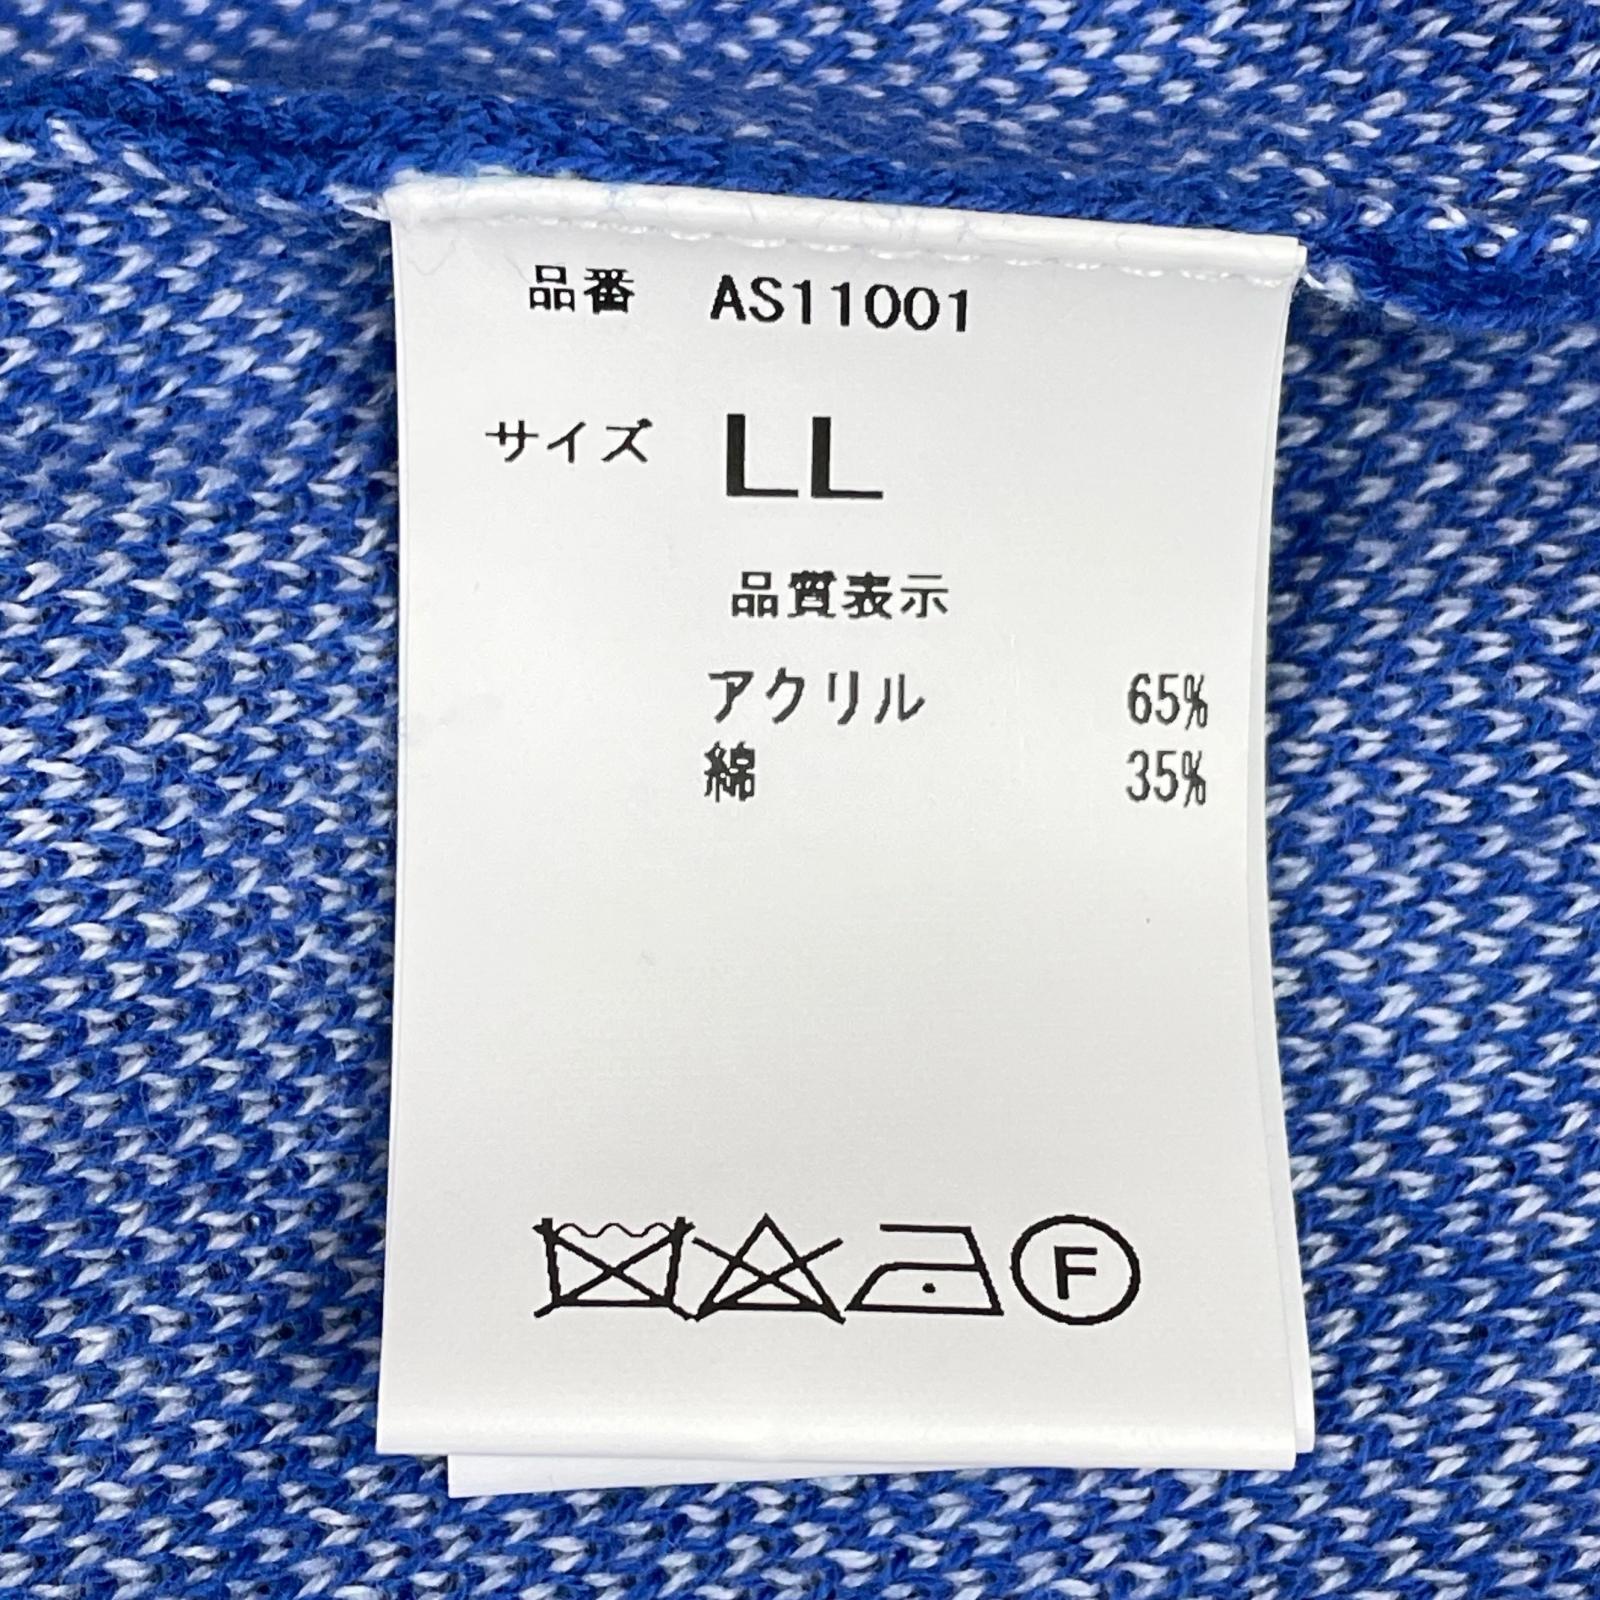 品番 AS11001
サイズ LL
品質表示
アクリル 65%
綿 35%
F